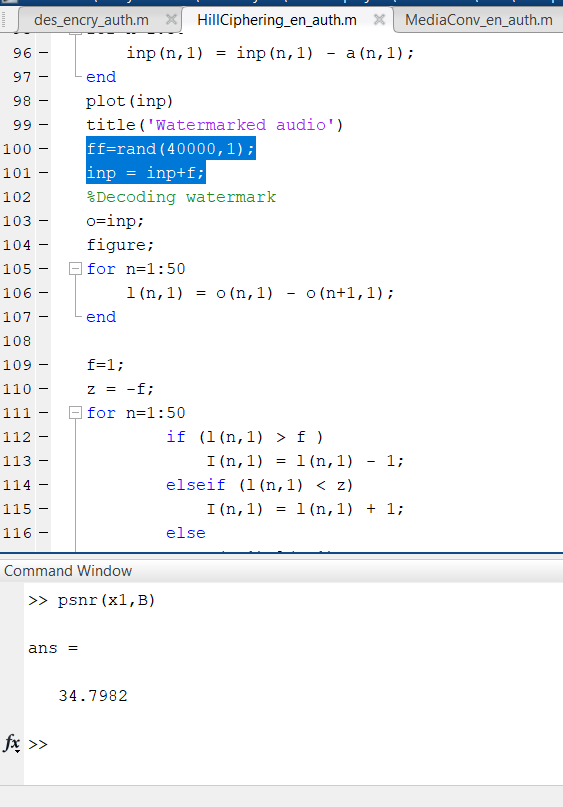 des_encry_auth.m HillCiphering_en_auth.m MediaConv_en_auth.m
96 inp(n,1) = inp(n,1) - a(n,1);
97 end
98 plot(inp)
99 title('Watermarked audio')
100 ff=rand(40000,1);
101 inp = inp+f;
102 %Decoding watermark
103 o=inp;
104 figure;
105 for n=1:50
106 l(n,1) = o(n,1) - o(n+1,1);
107 end
108
109 f=1;
110 z = -f;
111 for n=1:50
112 if (l(n,1) > f )
113 I(n,1) = l(n,1) - 1;
114 elseif (l(n,1) < z)
115 I(n,1) = l(n,1) + 1;
116 else
Command Window
>> psnr(x1,B)
ans =
34.7982
fx >>